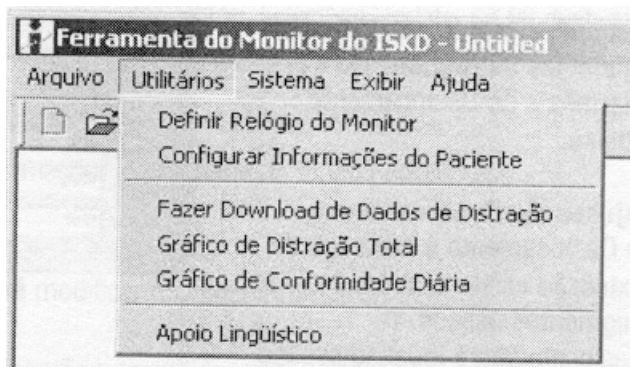 Ferramenta do Monitor do ISKD - Untitled
Arquivo Utilitários Sistema Exibir Ajuda
Definir Relógio do Monitor
Configurar Informações do Paciente
Fazer Download de Dados de Distração
Gráfico de Distração Total
Gráfico de Conformidade Diária
Apoio Lingüístico